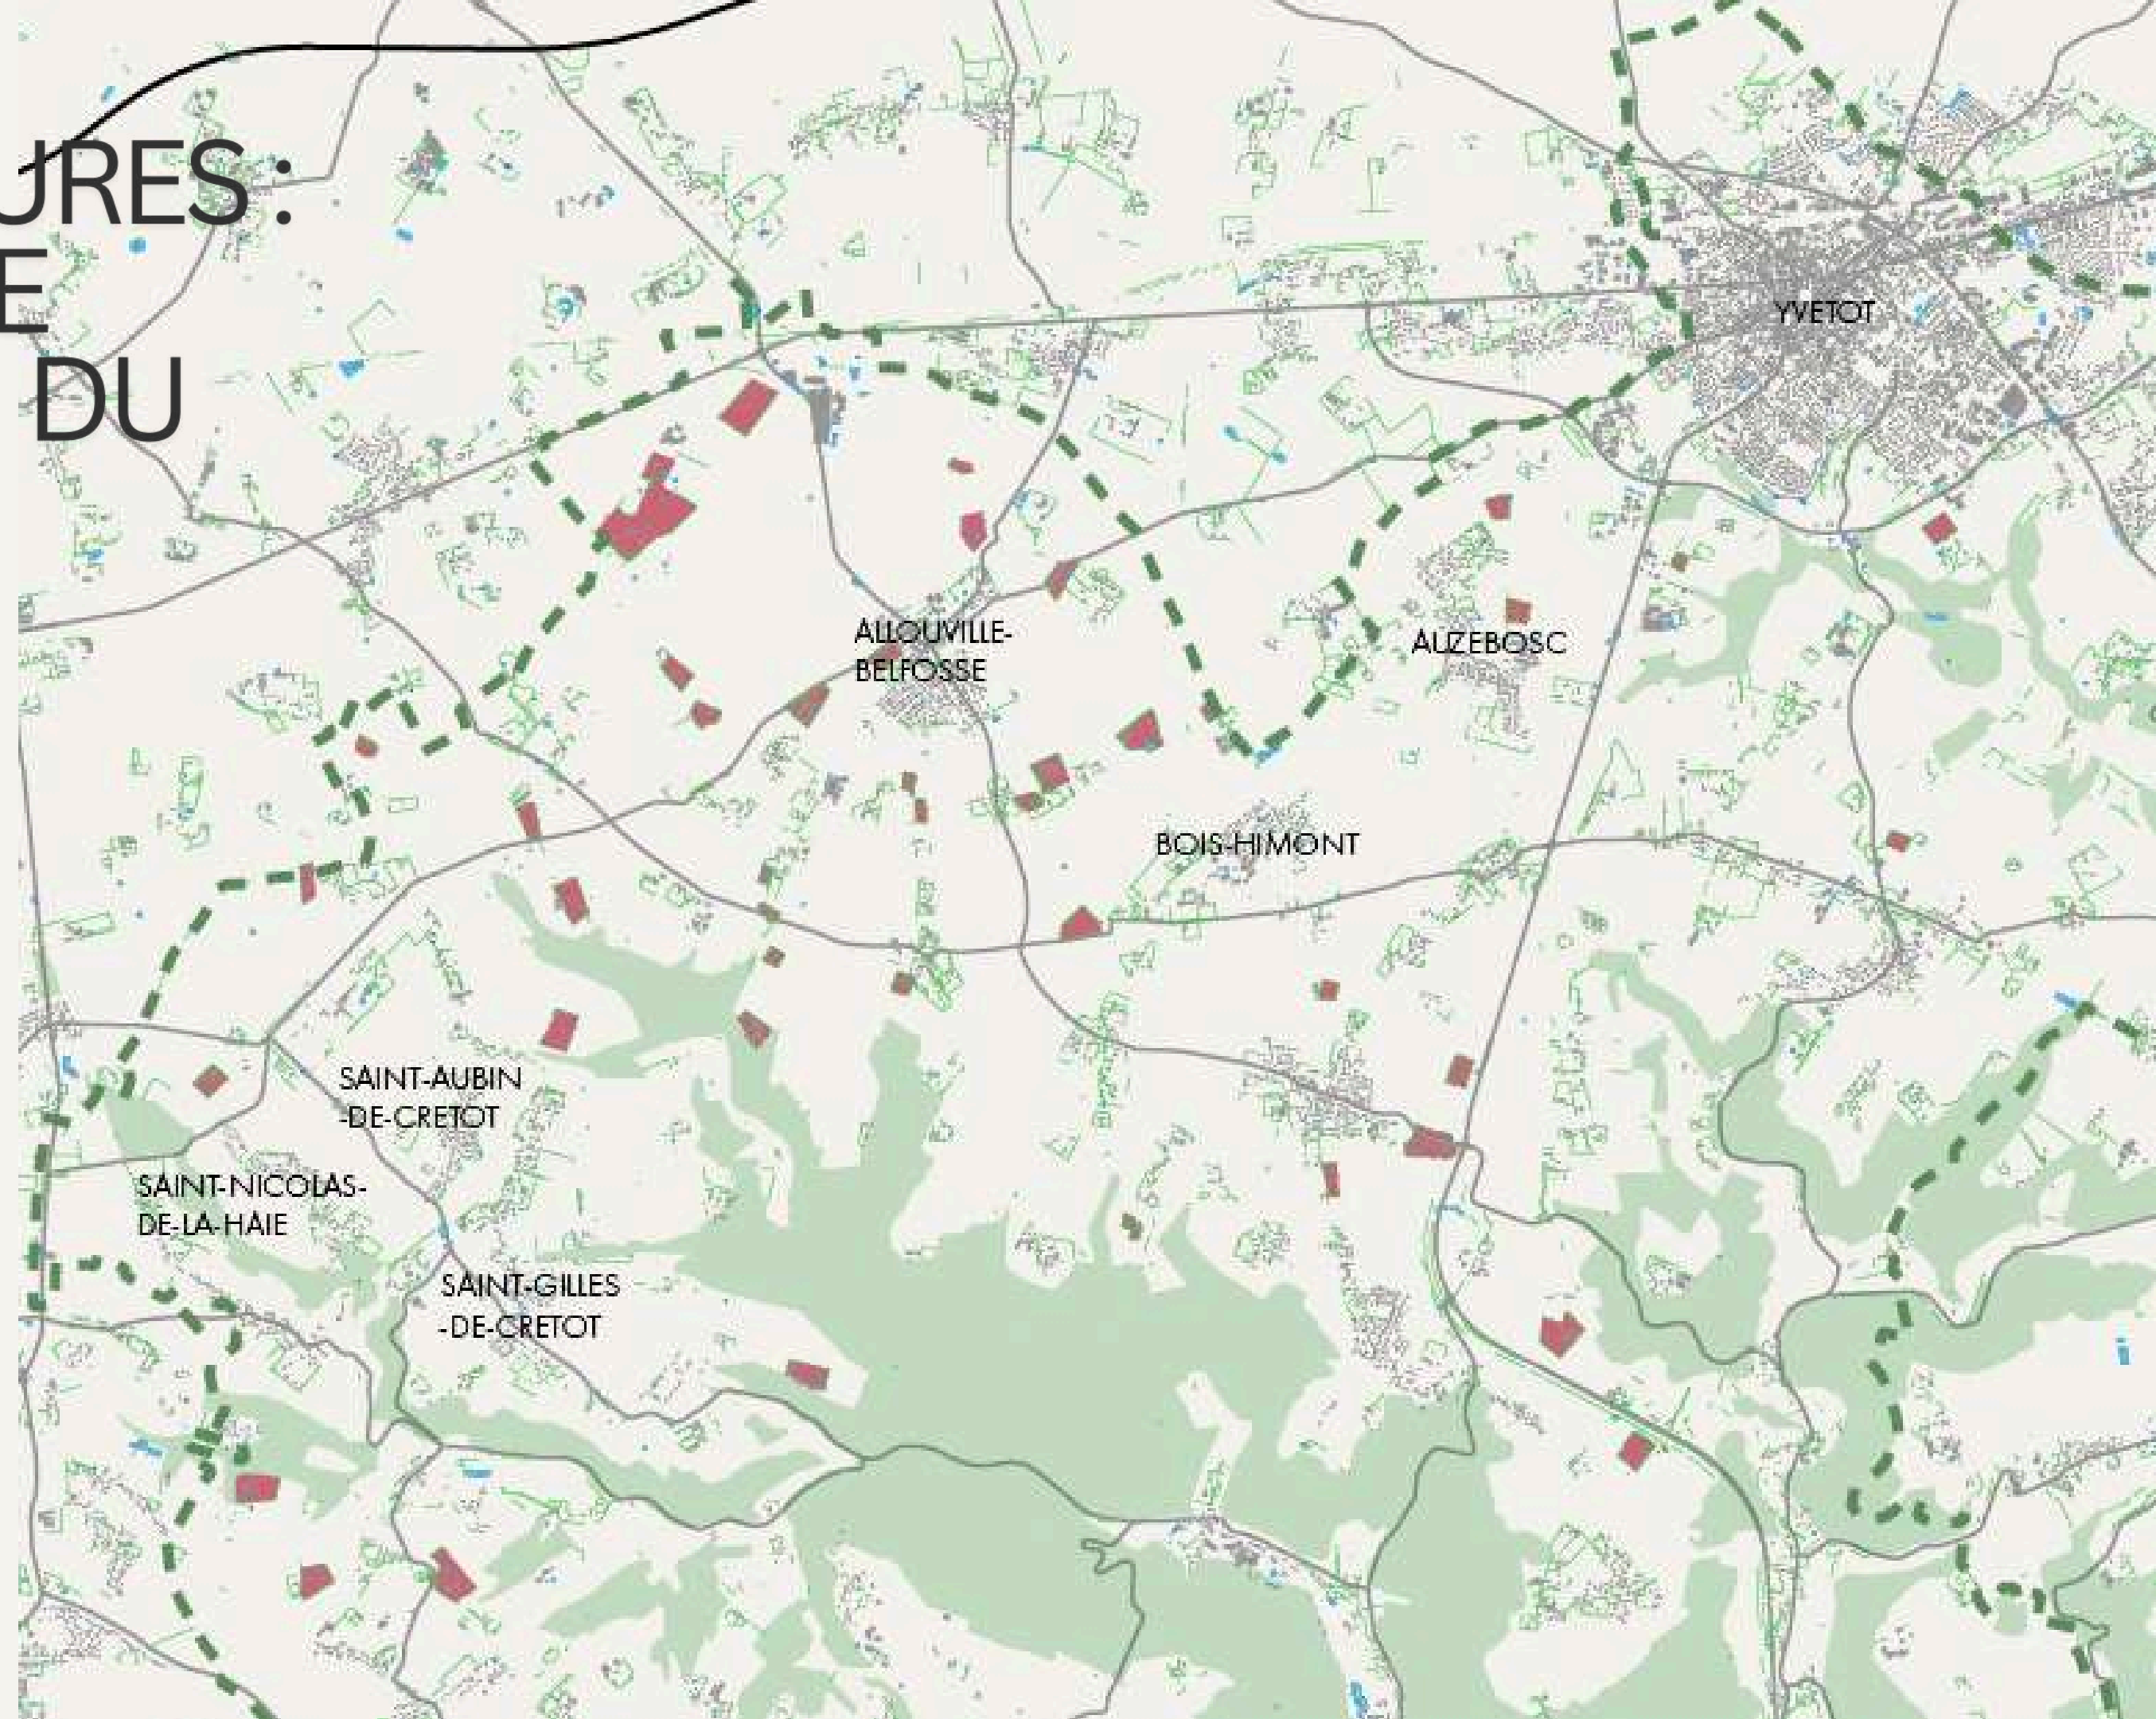 URES :
E
DU
YVETOT
ALLOUVILLE-
BELFOSSE
AUZEBOSC
BOIS-HIMONT
SAINT-AUBIN
-DE-CRETOT
SAINT-NICOLAS-
DE-LA-HAIE
SAINT-GILLES
-DE-CRETOT